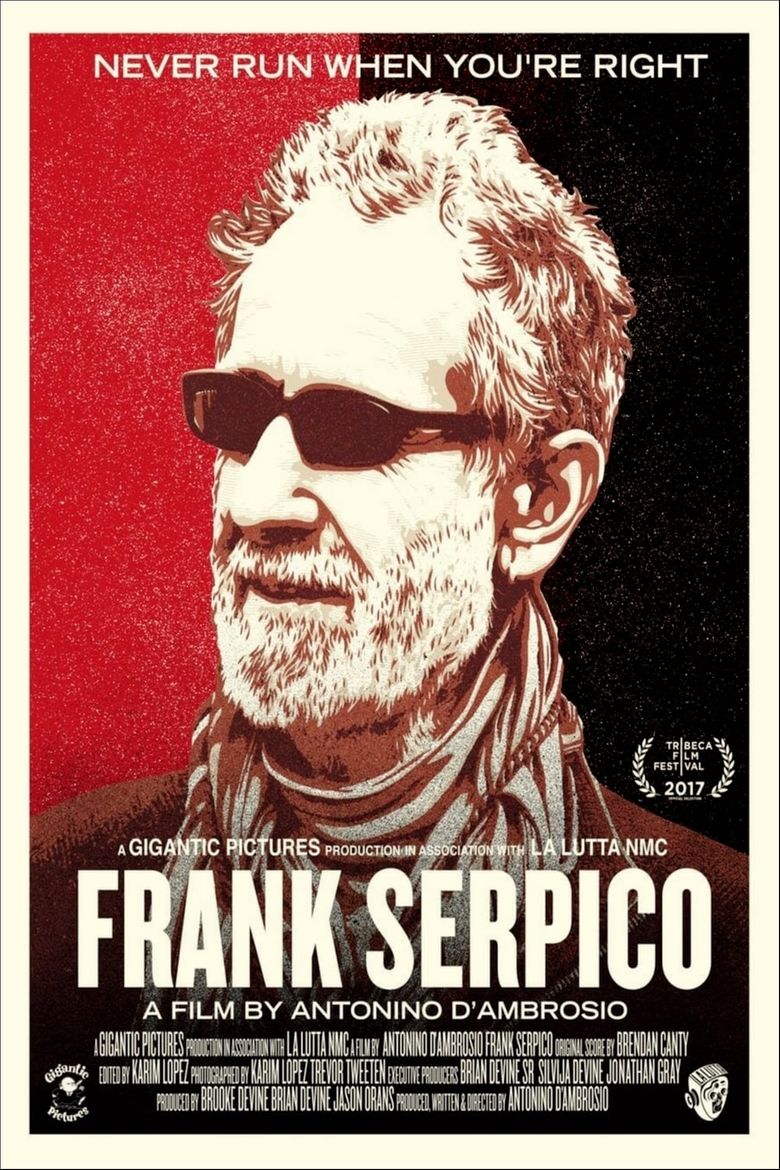 NEVER RUN WHEN YOU'RE RIGHT
TRIBECA
FILM
FESTIVAL
2017
OFFICIAL SELECTION
A GIGANTIC PICTURES PRODUCTION IN ASSOCIATION WITH LA LUTTA NMC
FRANK SERPICO
A FILM BY ANTONINO D'AMBROSIO
A GIGANTIC PICTURES PRODUCTION IN ASSOCIATION WITH LA LUTTA NMC A FILM BY ANTONINO D'AMBROSIO FRANK SERPICO ORIGINAL SCORE BY BRENDAN CANTY
EDITED BY KARIM LOPEZ PHOTOGRAPHED BY KARIM LOPEZ TREVOR TWEETEN EXECUTIVE PRODUCERS BRIAN DEVINE SR. SILVIJA DEVINE JONATHAN GRAY
PRODUCED BY BROOKE DEVINE BRIAN DEVINE JASON ORANS PRODUCED, WRITTEN & DIRECTED BY ANTONINO D'AMBROSIO
Gigantic
Pictures